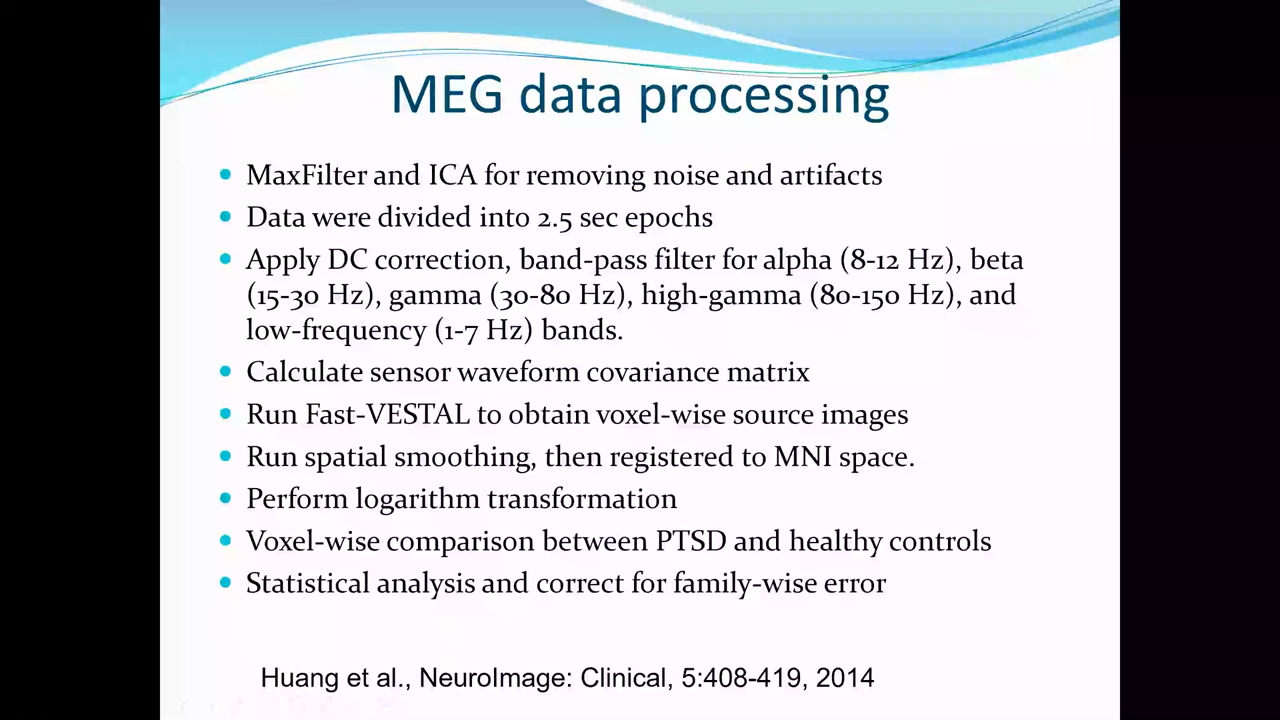 MEG data processing
MaxFilter and ICA for removing noise and artifacts
Data were divided into 2.5 sec epochs
Apply DC correction, band-pass filter for alpha (8-12 Hz), beta
(15-30 Hz), gamma (30-80 Hz), high-gamma (80-150 Hz), and
low-frequency (1-7 Hz) bands.
Calculate sensor waveform covariance matrix
Run Fast-VESTAL to obtain voxel-wise source images
Run spatial smoothing, then registered to MNI space.
Perform logarithm transformation
Voxel-wise comparison between PTSD and healthy controls
Statistical analysis and correct for family-wise error
Huang et al., NeuroImage: Clinical, 5:408-419, 2014